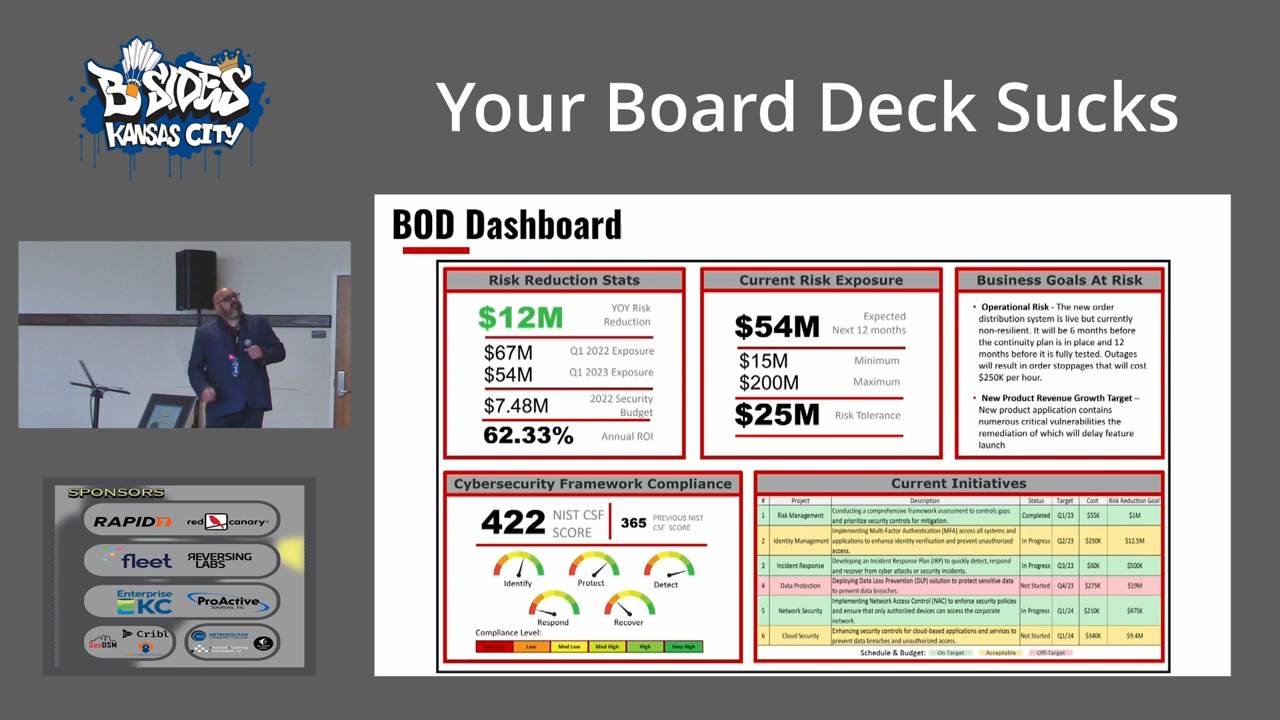 B SIDES
KANSAS CITY
Your Board Deck Sucks
BOD Dashboard
Risk Reduction Stats
$12M YOY Risk
Reduction
$67M Q1 2022 Exposure
$54M Q1 2023 Exposure
$7.48M 2022 Security
Budget
62.33% Annual ROI
Current Risk Exposure
$54M Expected
Next 12 months
$15M Minimum
$200M Maximum
$25M Risk Tolerance
Business Goals At Risk
• Operational Risk - The new order
distribution system is live but currently
non-resilient. It will be 6 months before
the continuity plan is in place and 12
months before it is fully tested. Outages
will result in order stoppages that will cost
$250K per hour.
• New Product Revenue Growth Target –
New product application contains
numerous critical vulnerabilities the
remediation of which will delay feature
launch
Cybersecurity Framework Compliance
422 NIST CSF
SCORE
365 PREVIOUS NIST
CSF SCORE
Identify Protect Detect
Respond Recover
Compliance Level:
Low Med Low Med High High Very High
Current Initiatives
# Project Description Status Target Cost Risk Reduction Goal
1 Risk Management Conducting a comprehensive framework assessment to controls gaps
and prioritize security controls for mitigation. Completed Q1/23 $55K $1M
2 Identity Management Implementing Multi-Factor Authentication (MFA) across all systems and
applications to enhance identity verification and prevent unauthorized
access. In Progress Q2/23 $250K $12.5M
3 Incident Response Developing an Incident Response Plan (IRP) to quickly detect, respond
and recover from cyber attacks or security incidents. In Progress Q3/23 $60K $500K
4 Data Protection Deploying Data Loss Prevention (DLP) solution to protect sensitive data
to prevent data breaches. Not Started Q4/23 $275K $19M
5 Network Security Implementing Network Access Control (NAC) to enforce security policies
and ensure that only authorized devices can access the corporate
network. In Progress Q1/24 $210K $975K
6 Cloud Security Enhancing security controls for cloud-based applications and services to
prevent data breaches and unauthorized access. Not Started Q1/24 $340K $9.4M
Schedule & Budget: On Target Acceptable Off-Target
SPONSORS
RAPID7 red canary
fleet REVERSING
LABS
Enterprise
KC
ProActive
Solutions, Inc.
SecDSM Cribl METROPOLITAN